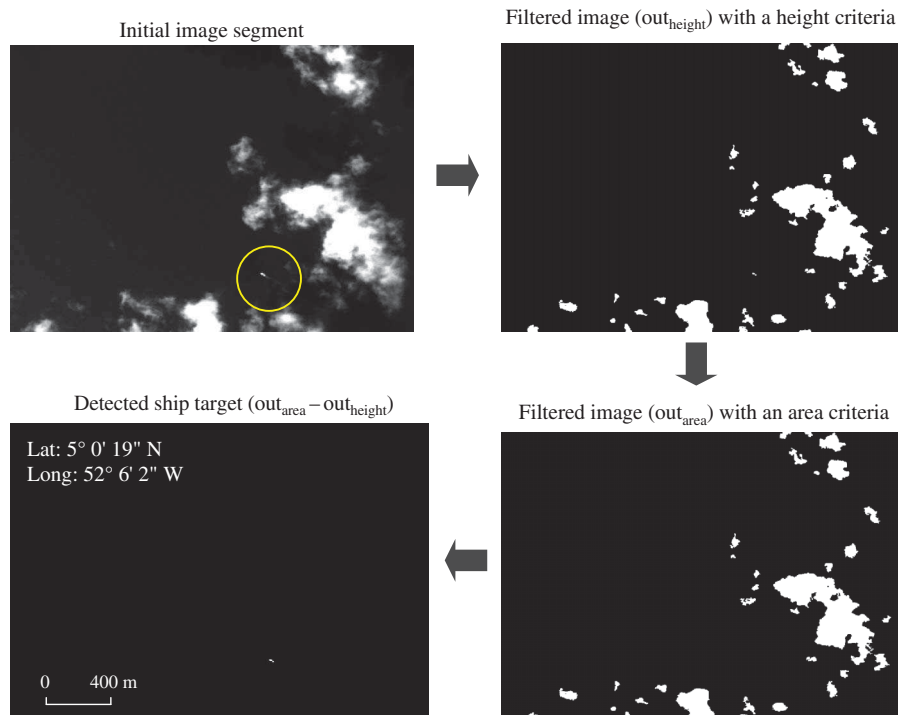 Initial image segment
Filtered image (out_height) with a height criteria
Detected ship target (out_area – out_height)
Filtered image (out_area) with an area criteria
Lat: 5° 0' 19" N
Long: 52° 6' 2" W
0 400 m